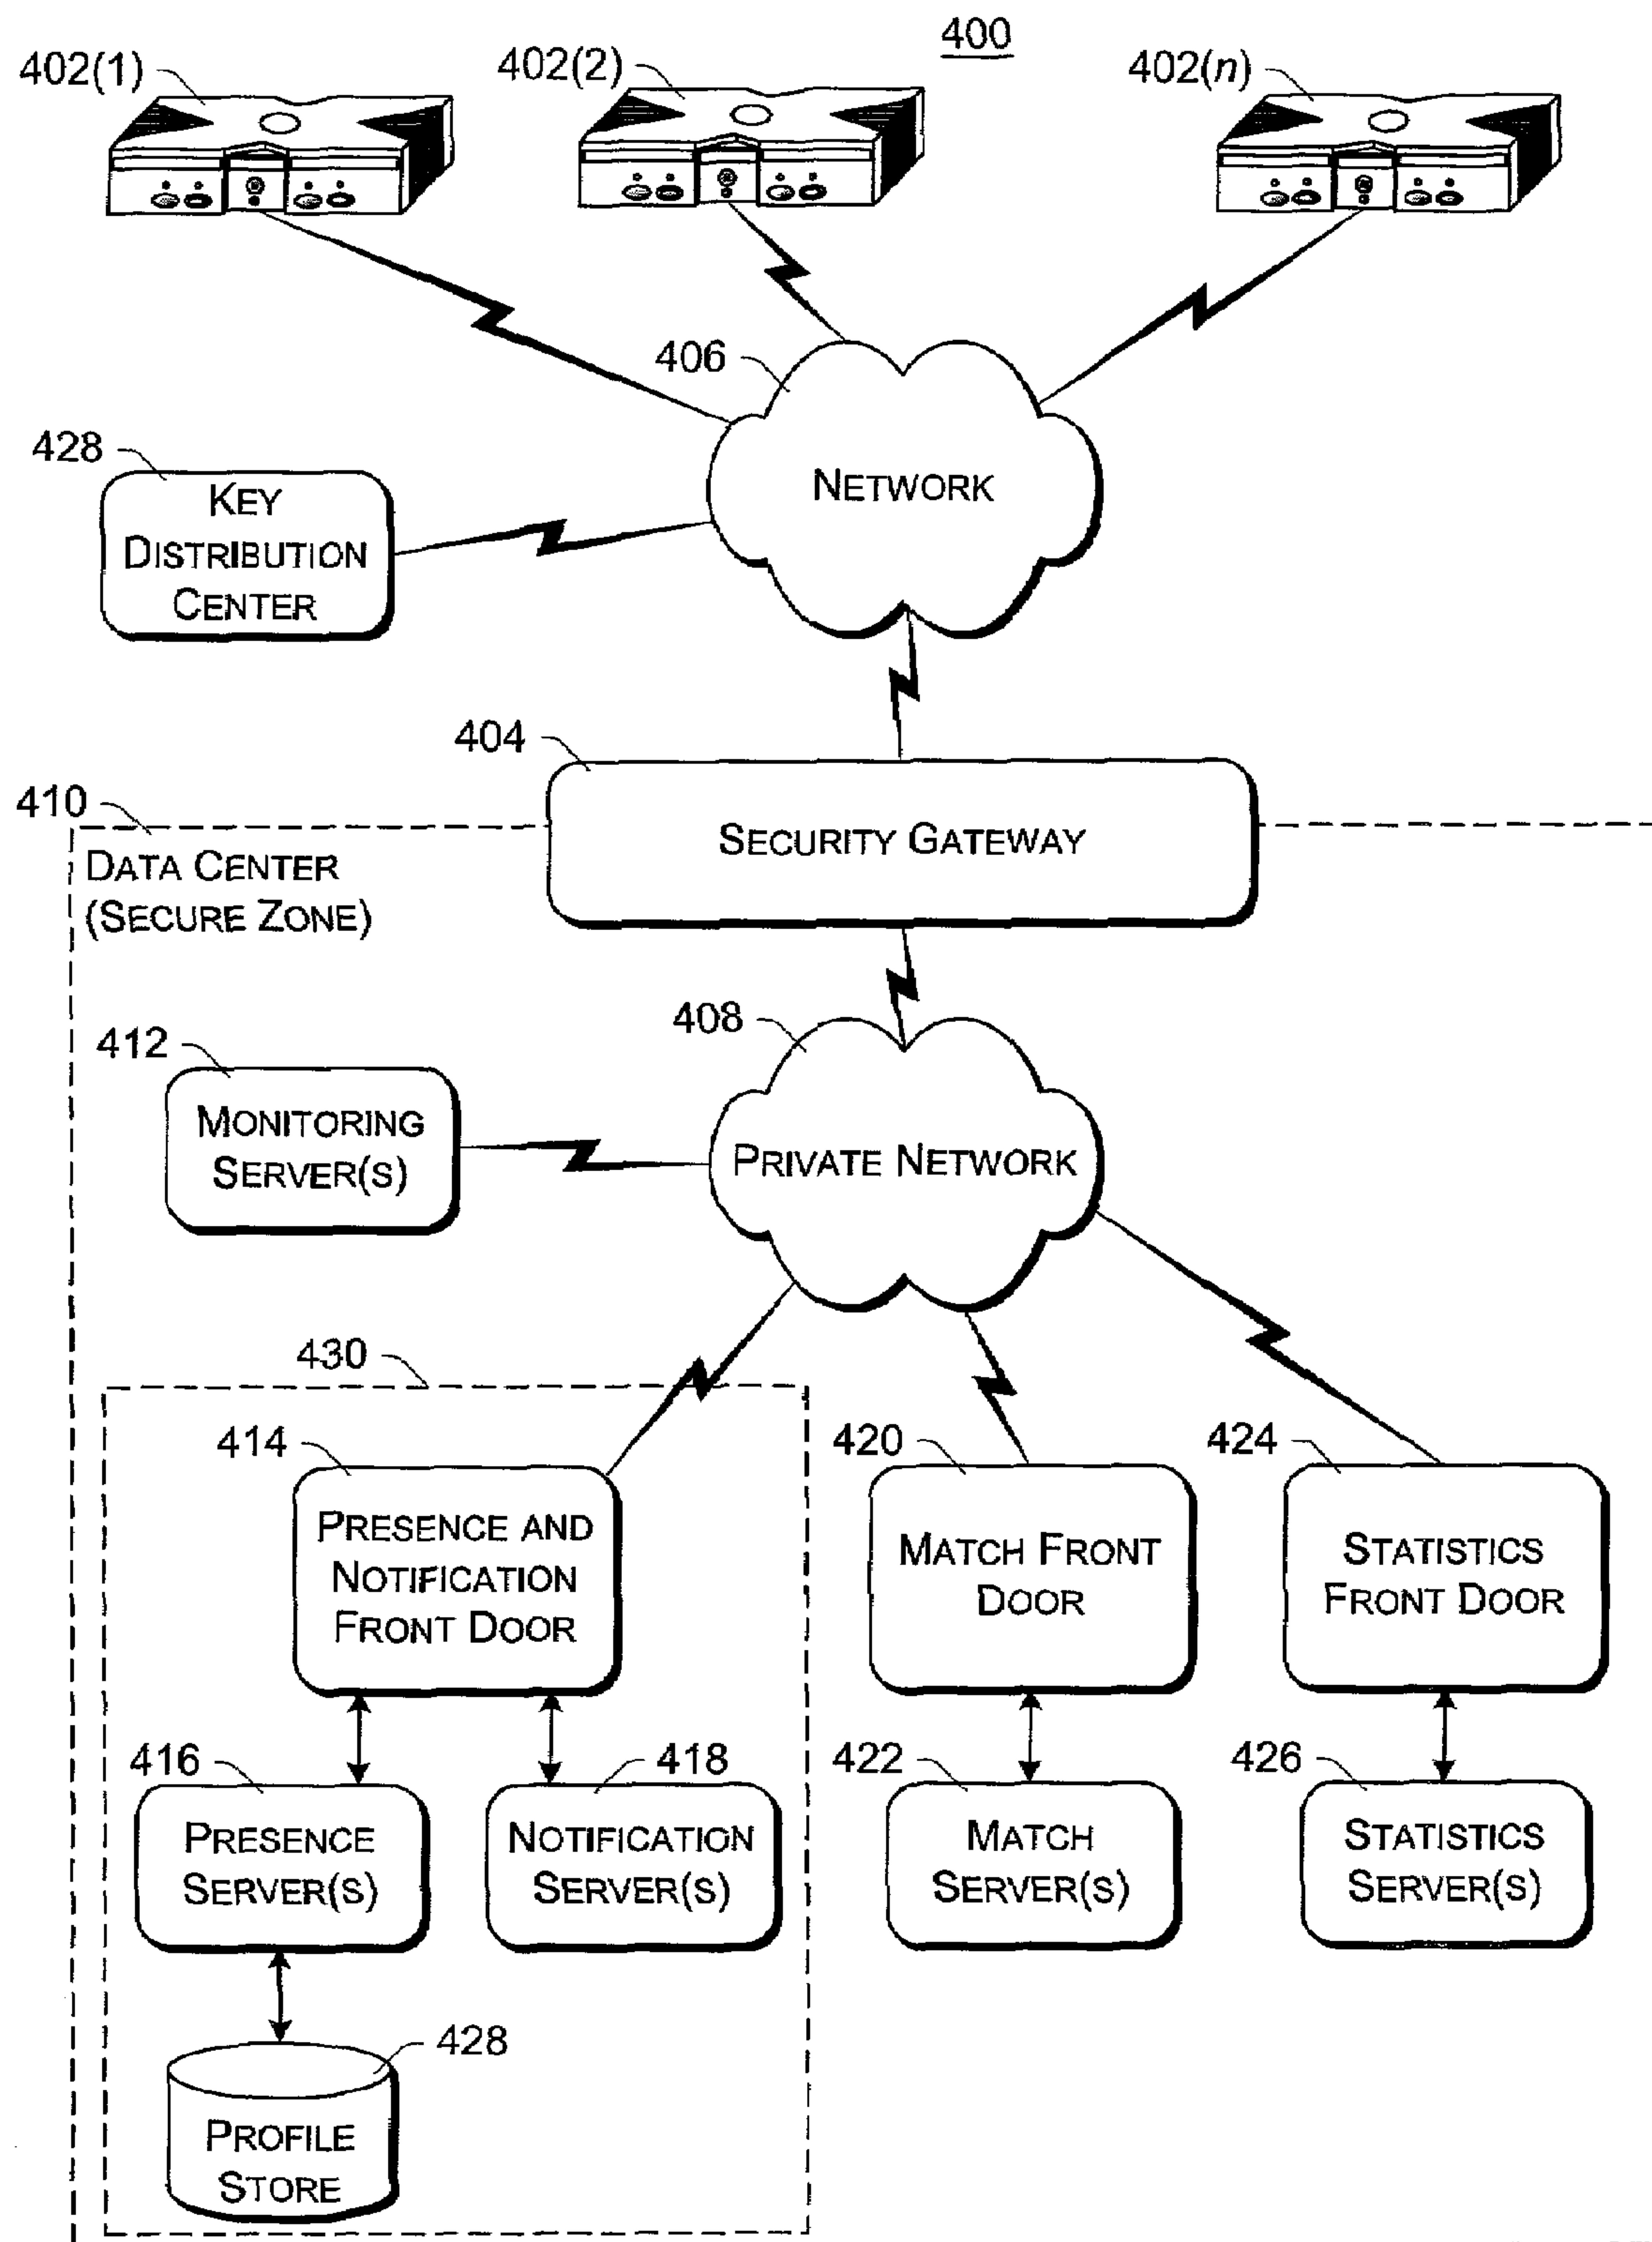 400
402(1)
402(2)
402(n)
406
NETWORK
428
KEY
DISTRIBUTION
CENTER
404
SECURITY GATEWAY
410
DATA CENTER
(SECURE ZONE)
408
PRIVATE NETWORK
412
MONITORING
SERVER(S)
430
414
PRESENCE AND
NOTIFICATION
FRONT DOOR
420
MATCH FRONT
DOOR
424
STATISTICS
FRONT DOOR
416
PRESENCE
SERVER(S)
418
NOTIFICATION
SERVER(S)
422
MATCH
SERVER(S)
426
STATISTICS
SERVER(S)
428
PROFILE
STORE